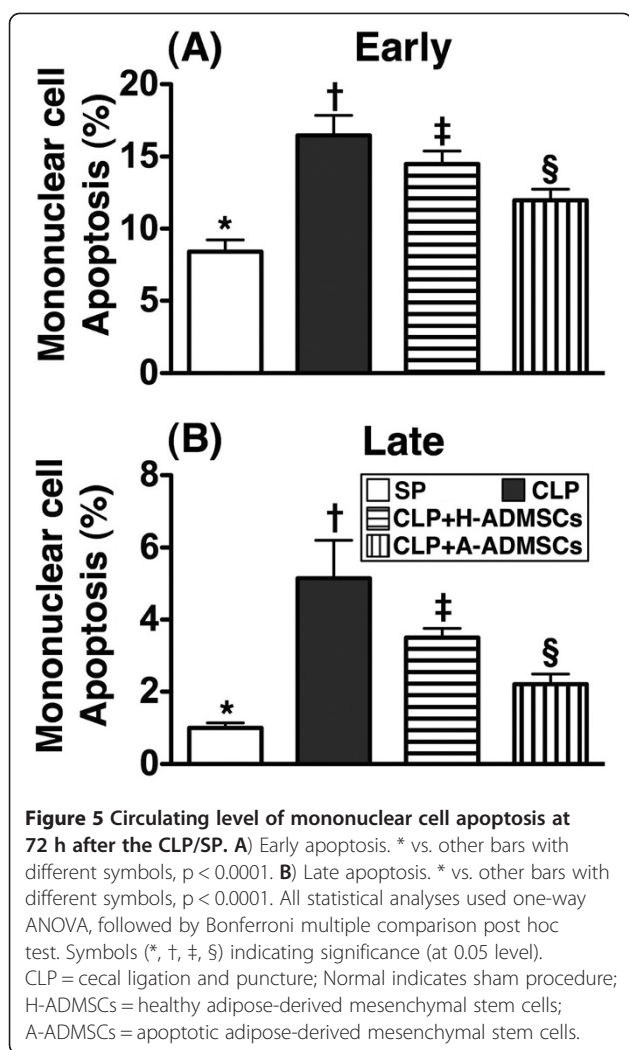 (A) Early
Mononuclear cell
Apoptosis (%)
20
15
10
5
0
*
†
‡
§
(B) Late
Mononuclear cell
Apoptosis (%)
8
6
4
2
0
*
†
‡
§
SP CLP
CLP+H-ADMSCs
CLP+A-ADMSCs
Figure 5 Circulating level of mononuclear cell apoptosis at
72 h after the CLP/SP. A) Early apoptosis. * vs. other bars with
different symbols, p < 0.0001. B) Late apoptosis. * vs. other bars with
different symbols, p < 0.0001. All statistical analyses used one-way
ANOVA, followed by Bonferroni multiple comparison post hoc
test. Symbols (*, †, ‡, §) indicating significance (at 0.05 level).
CLP = cecal ligation and puncture; Normal indicates sham procedure;
H-ADMSCs = healthy adipose-derived mesenchymal stem cells;
A-ADMSCs = apoptotic adipose-derived mesenchymal stem cells.